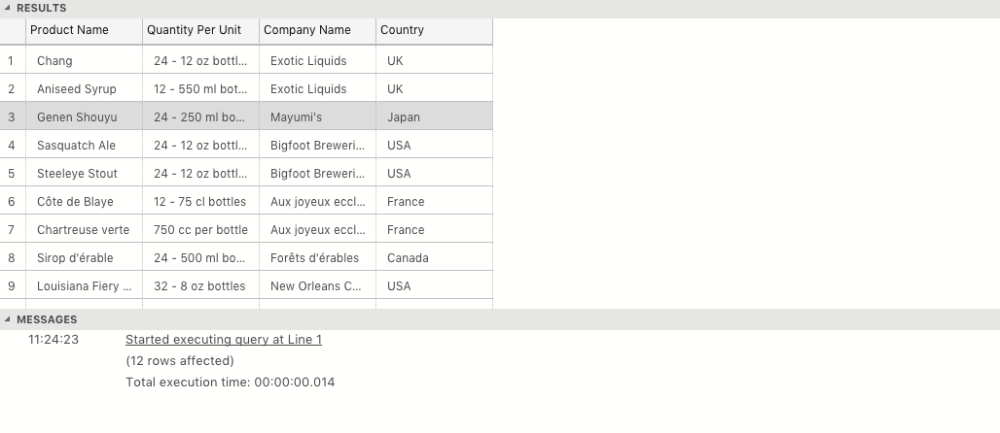 RESULTS
Product Name Quantity Per Unit Company Name Country
1 Chang 24 - 12 oz bottl... Exotic Liquids UK
2 Aniseed Syrup 12 - 550 ml bot... Exotic Liquids UK
3 Genen Shouyu 24 - 250 ml bo... Mayumi's Japan
4 Sasquatch Ale 24 - 12 oz bottl... Bigfoot Breweri... USA
5 Steeleye Stout 24 - 12 oz bottl... Bigfoot Breweri... USA
6 Côte de Blaye 12 - 75 cl bottles Aux joyeux eccl... France
7 Chartreuse verte 750 cc per bottle Aux joyeux eccl... France
8 Sirop d'érable 24 - 500 ml bo... Forêts d'érables Canada
9 Louisiana Fiery ... 32 - 8 oz bottles New Orleans C... USA
MESSAGES
11:24:23 Started executing query at Line 1
(12 rows affected)
Total execution time: 00:00:00.014